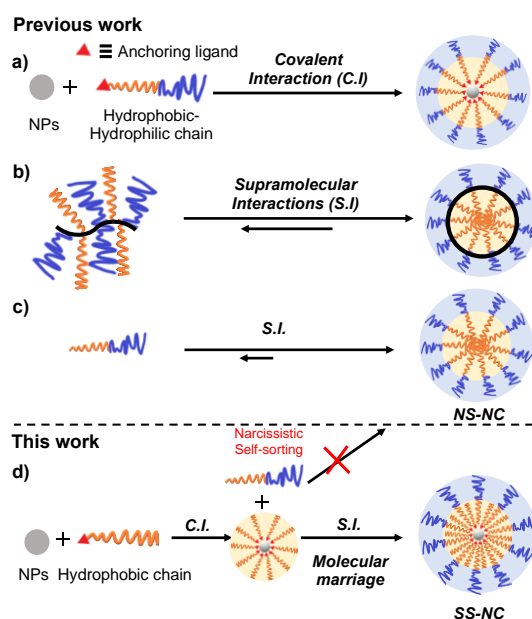 Previous work
a)
≡ Anchoring ligand
+
NPs
Hydrophobic-
Hydrophilic chain
Covalent
Interaction (C.I)
b)
Supramolecular
Interactions (S.I)
c)
S.I.
NS-NC
This work
Narcissistic
Self-sorting
d)
+
NPs
+
Hydrophobic chain
C.I.
S.I.
Molecular
marriage
SS-NC